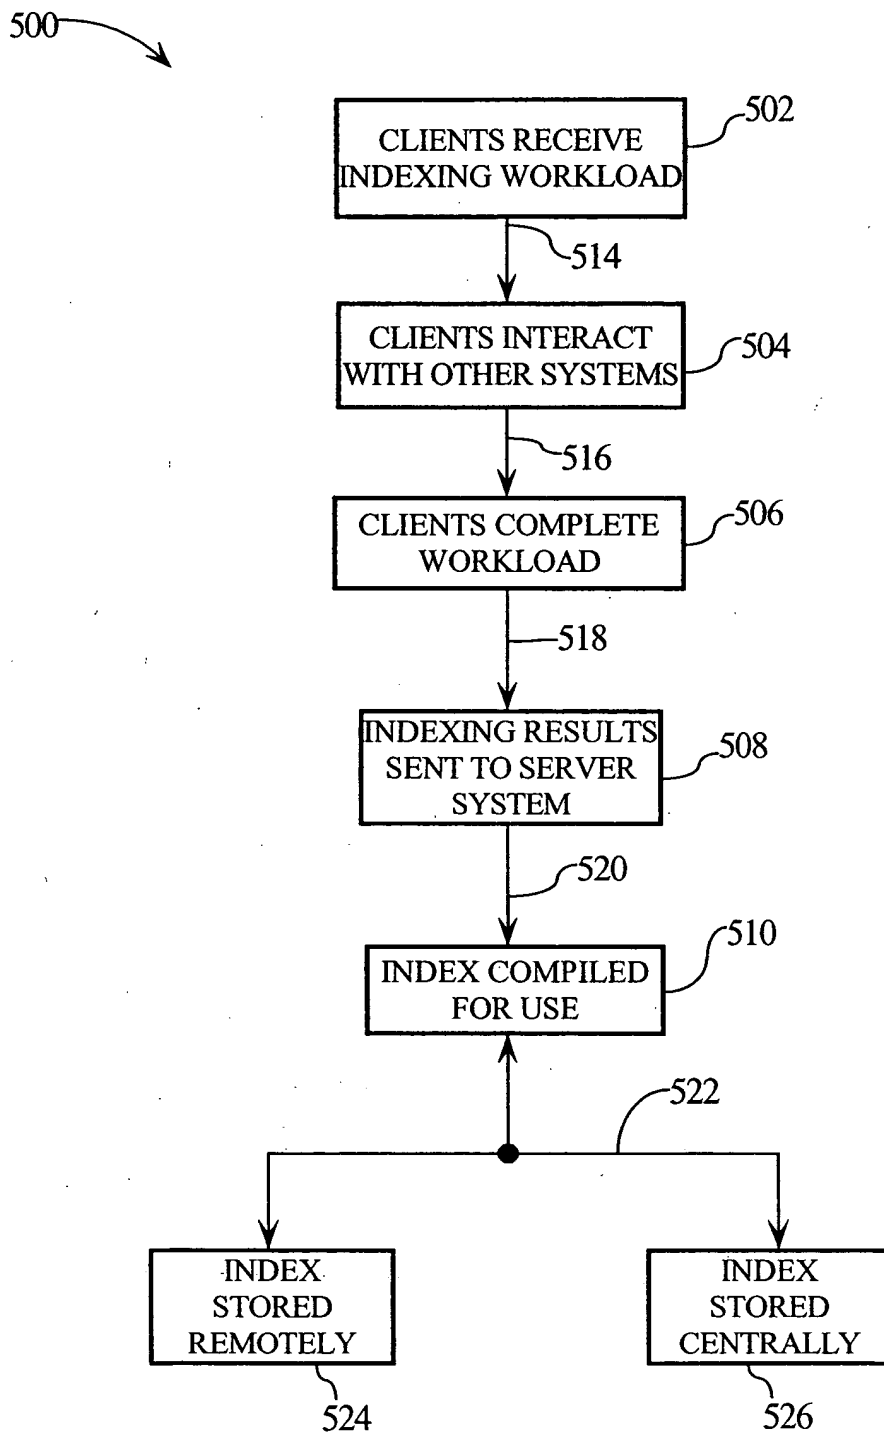 500
CLIENTS RECEIVE
INDEXING WORKLOAD
502
514
CLIENTS INTERACT
WITH OTHER SYSTEMS
504
516
CLIENTS COMPLETE
WORKLOAD
506
518
INDEXING RESULTS
SENT TO SERVER
SYSTEM
508
520
INDEX COMPILED
FOR USE
510
522
INDEX
STORED
REMOTELY
524
INDEX
STORED
CENTRALLY
526